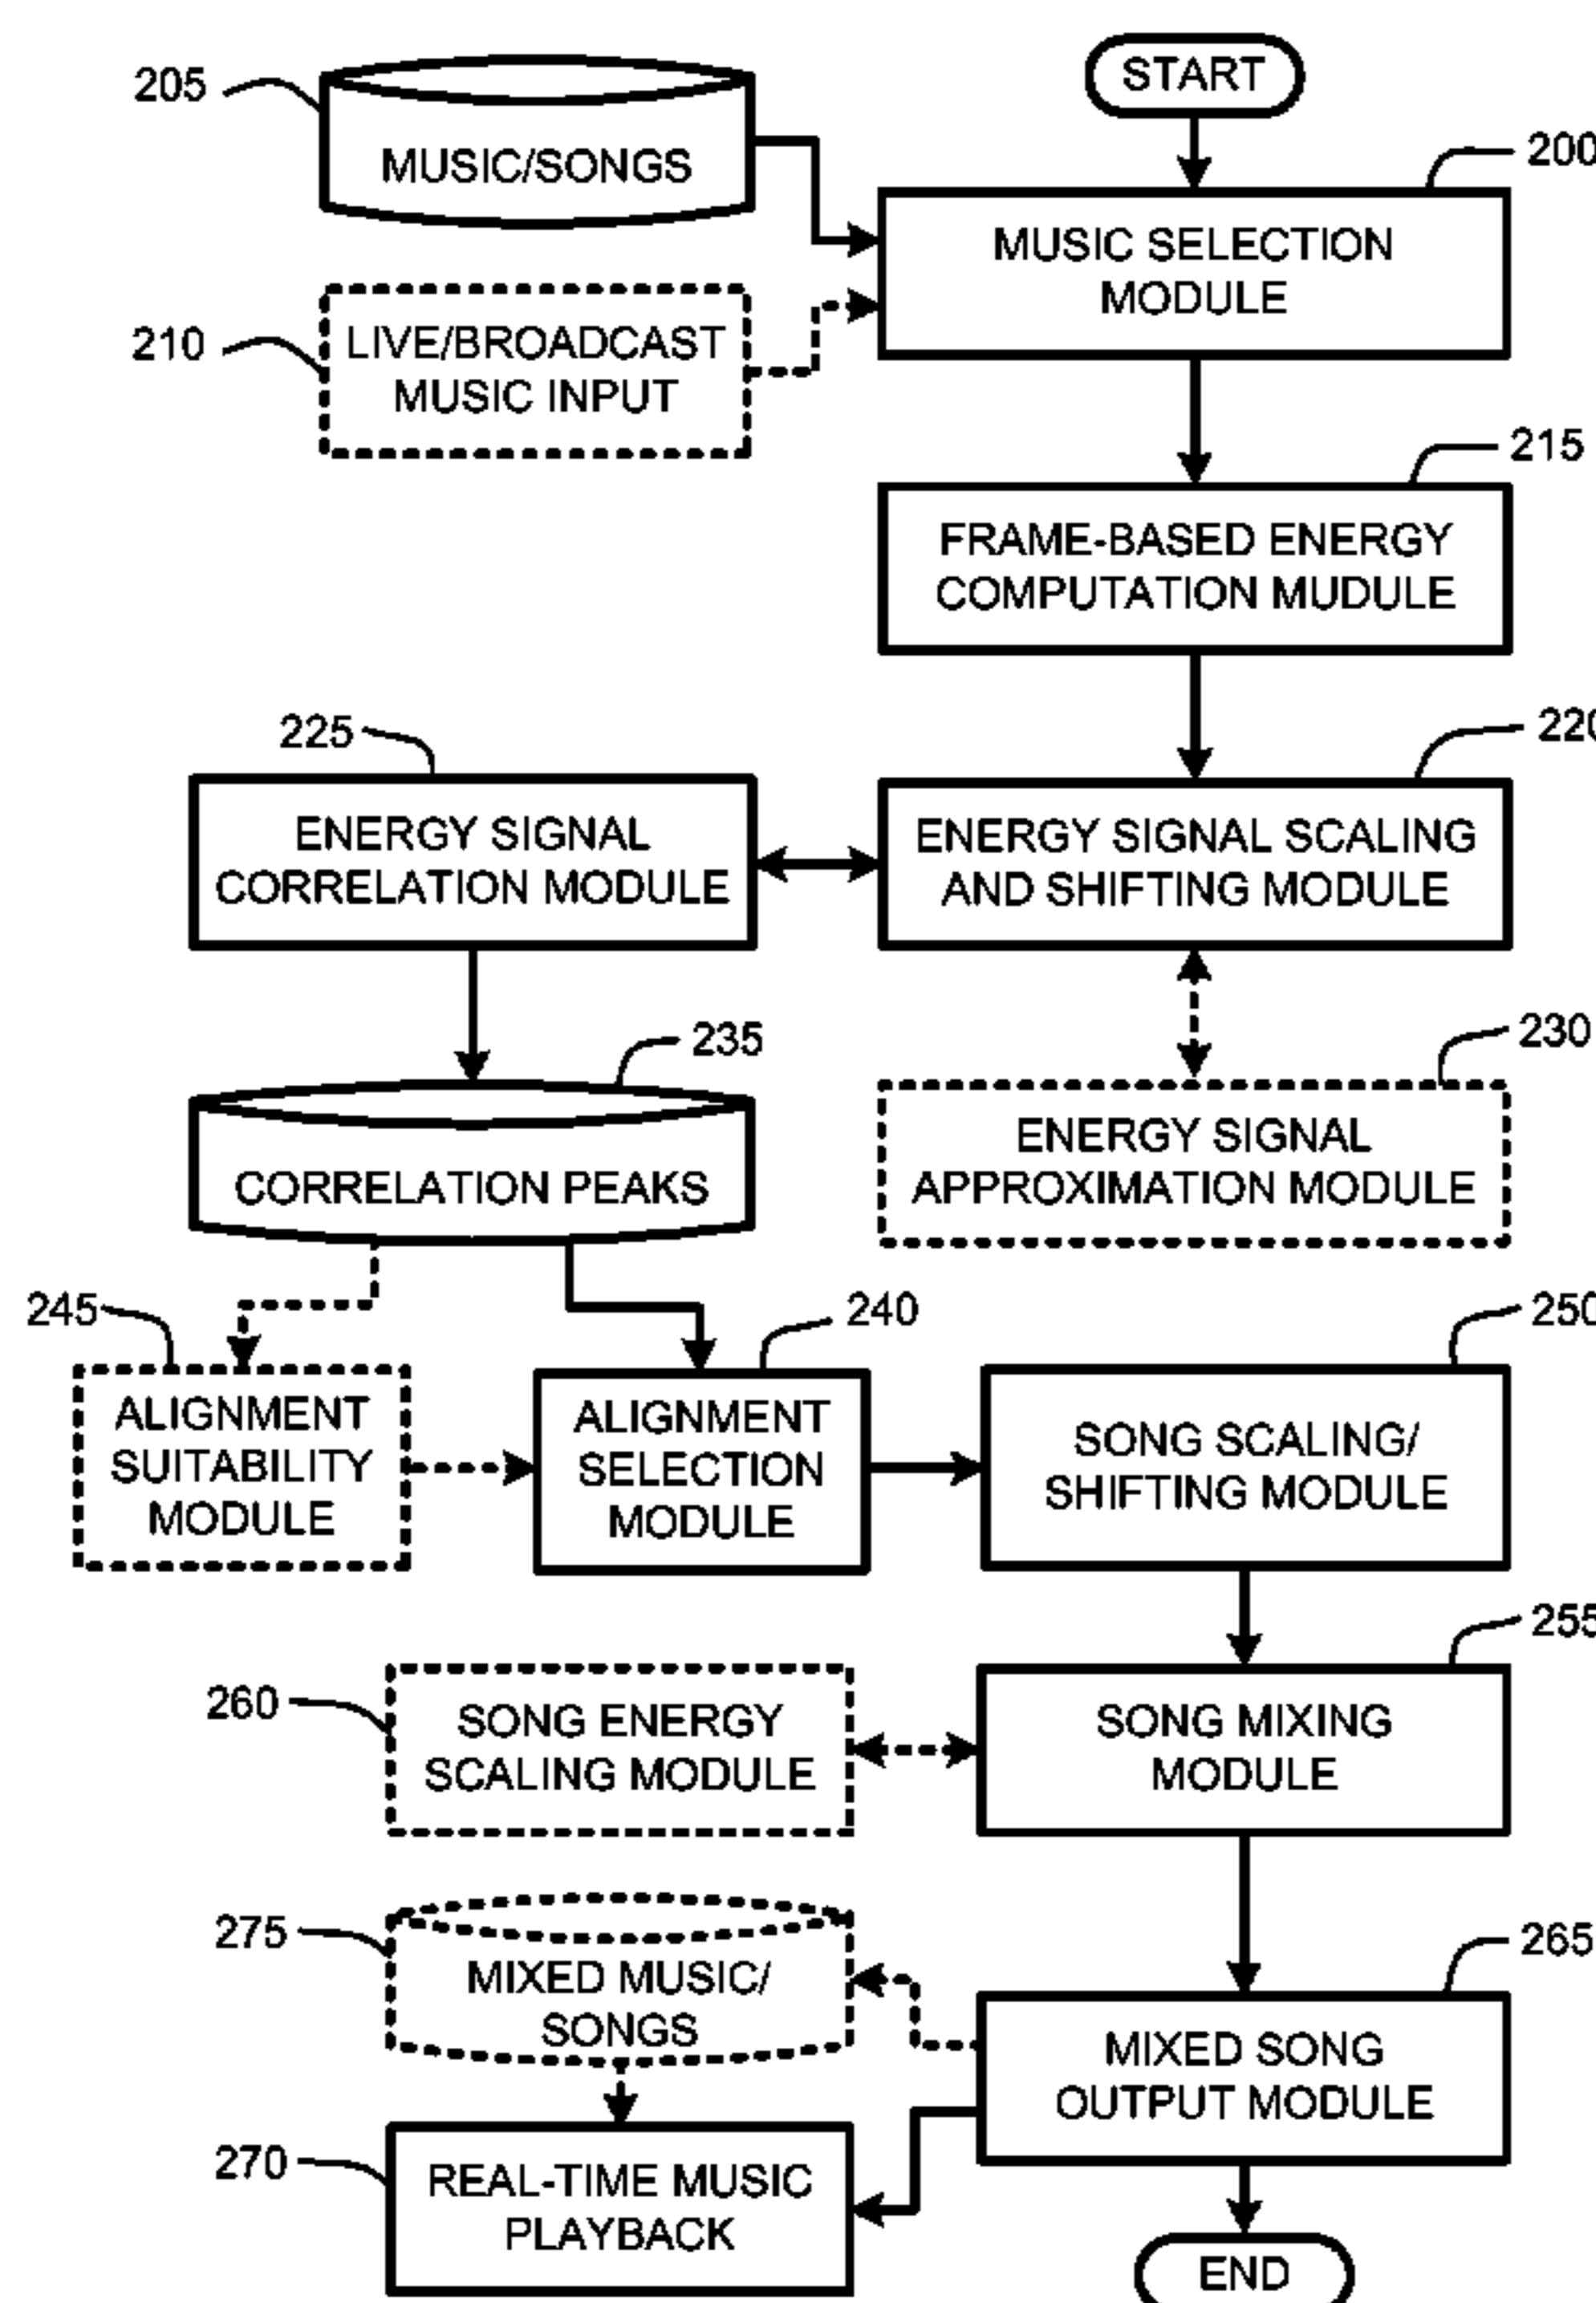 START
205
MUSIC/SONGS
200
MUSIC SELECTION
MODULE
210
LIVE/BROADCAST
MUSIC INPUT
215
FRAME-BASED ENERGY
COMPUTATION MUDULE
225
220
ENERGY SIGNAL
CORRELATION MODULE
ENERGY SIGNAL SCALING
AND SHIFTING MODULE
235
230
CORRELATION PEAKS
ENERGY SIGNAL
APPROXIMATION MODULE
245
240
250
ALIGNMENT
SUITABILITY
MODULE
ALIGNMENT
SELECTION
MODULE
SONG SCALING/
SHIFTING MODULE
255
260
SONG ENERGY
SCALING MODULE
SONG MIXING
MODULE
275
MIXED MUSIC/
SONGS
265
MIXED SONG
OUTPUT MODULE
270
REAL-TIME MUSIC
PLAYBACK
END